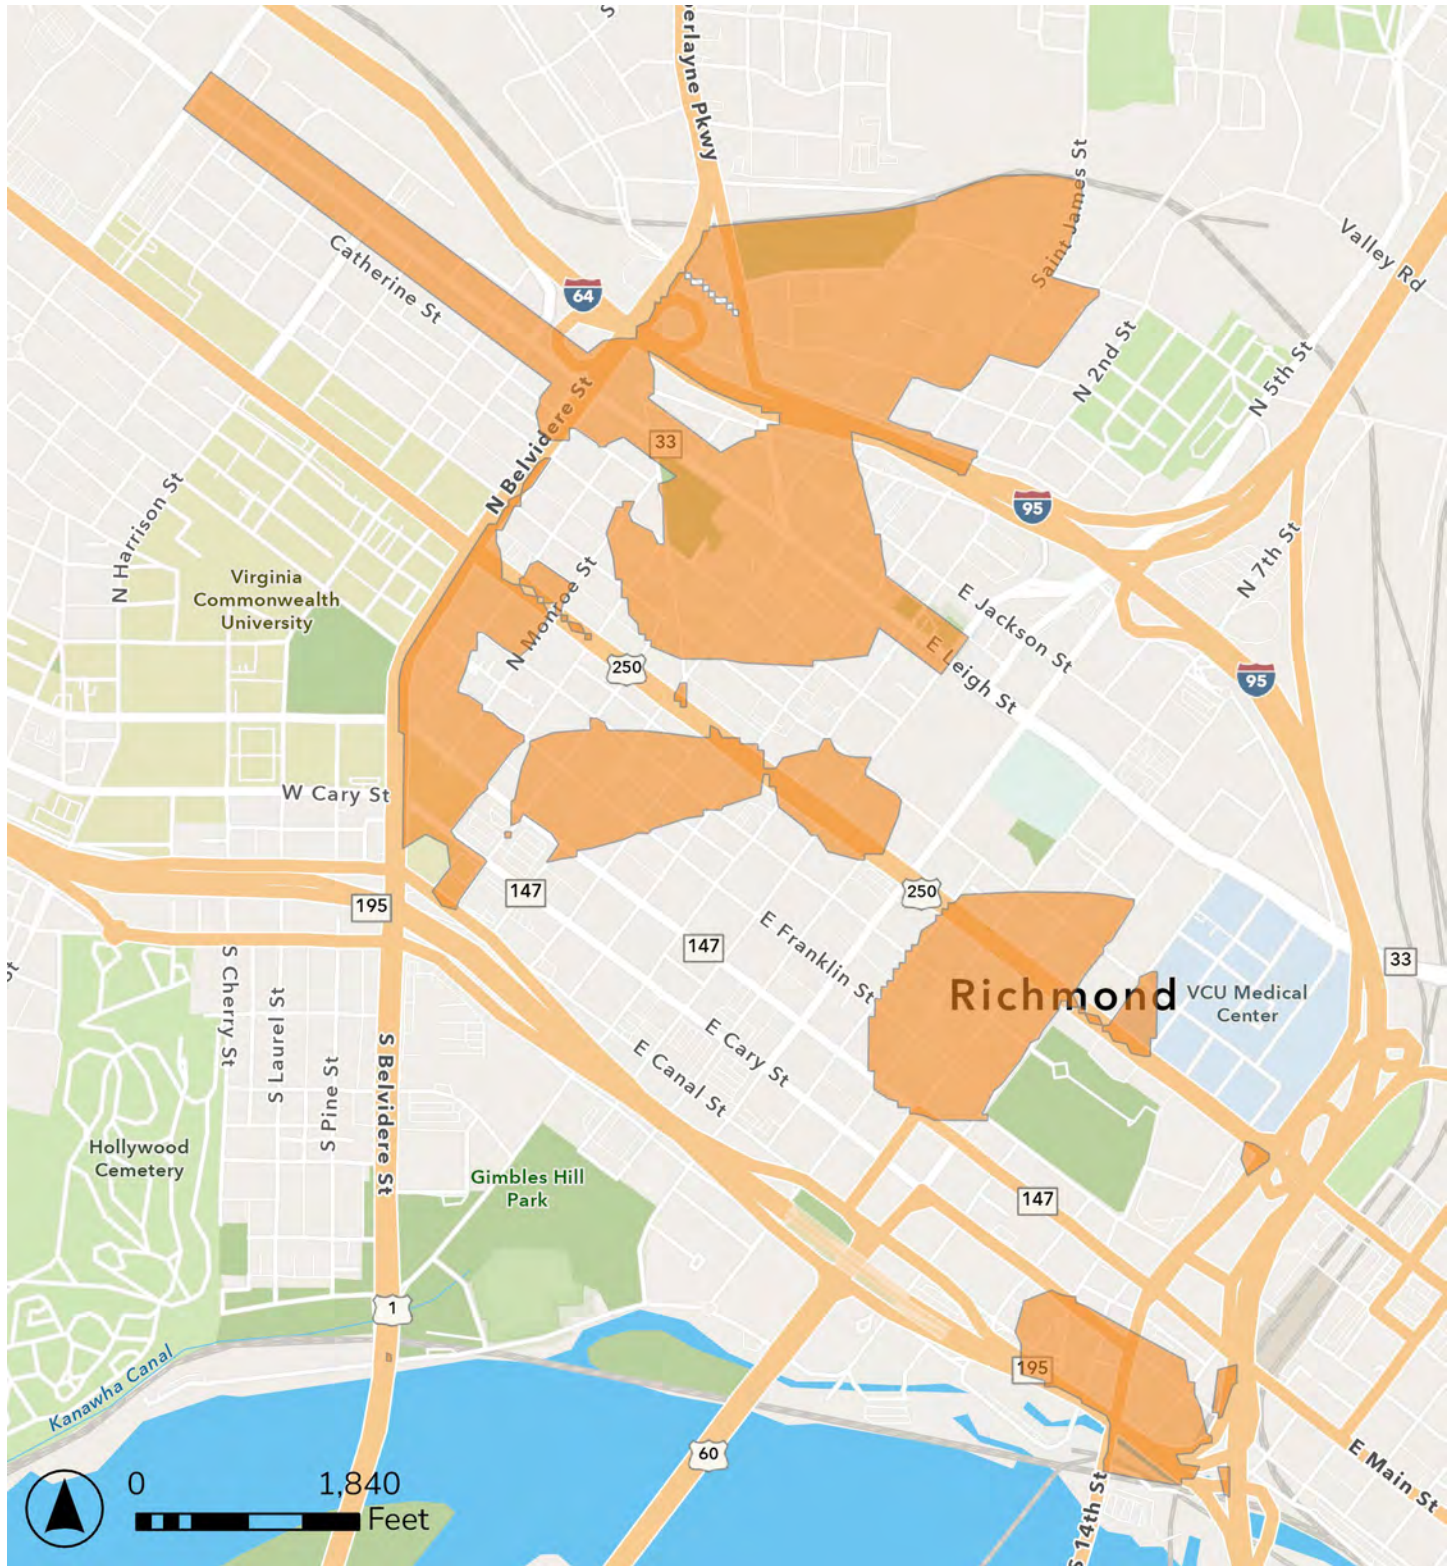 erlayne Pkwy
S
Saint James St
Valley Rd
Catherine St
64
N 2nd St
N 5th St
N Belvidere St
33
N Harrison St
95
N 7th St
Virginia
Commonwealth
University
N Monroe St
E Jackson St
E Leigh St
250
95
W Cary St
195
147
250
E Franklin St
147
33
Richmond
VCU Medical
Center
S Cherry St
S Laurel St
S Pine St
S Belvidere St
E Cary St
E Canal St
Hollywood
Cemetery
Gimbles Hill
Park
147
1
195
Kanawha Canal
60
E Main St
S 14th St
0 1,840
Feet